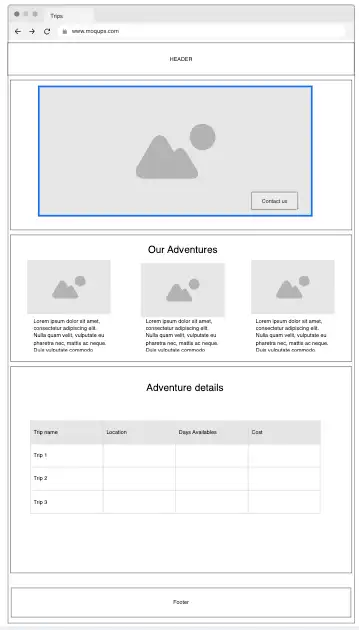 Trips
www.moqups.com
HEADER
Contact us
Our Adventures
Lorem ipsum dolor sit amet,
consectetur adipiscing elit.
Nulla quam velit, vulputate eu
pharetra nec, mattis ac neque.
Duis vulputate commodo
Lorem ipsum dolor sit amet,
consectetur adipiscing elit.
Nulla quam velit, vulputate eu
pharetra nec, mattis ac neque.
Duis vulputate commodo
Lorem ipsum dolor sit amet,
consectetur adipiscing elit.
Nulla quam velit, vulputate eu
pharetra nec, mattis ac neque.
Duis vulputate commodo
Adventure details
Trip name Location Days Availables Cost
Trip 1
Trip 2
Trip 3
Footer